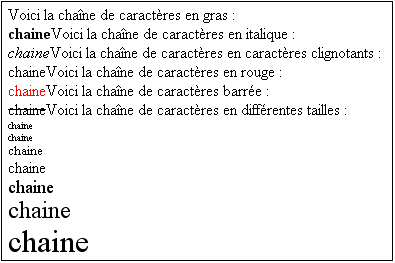 Voici la chaîne de caractères en gras :
chaineVoici la chaîne de caractères en italique :
chaineVoici la chaîne de caractères en caractères clignotants :
chaineVoici la chaîne de caractères en rouge :
chaineVoici la chaîne de caractères barrée :
chaineVoici la chaîne de caractères en différentes tailles :
chaine
chaine
chaine
chaine
chaine
chaine
chaine